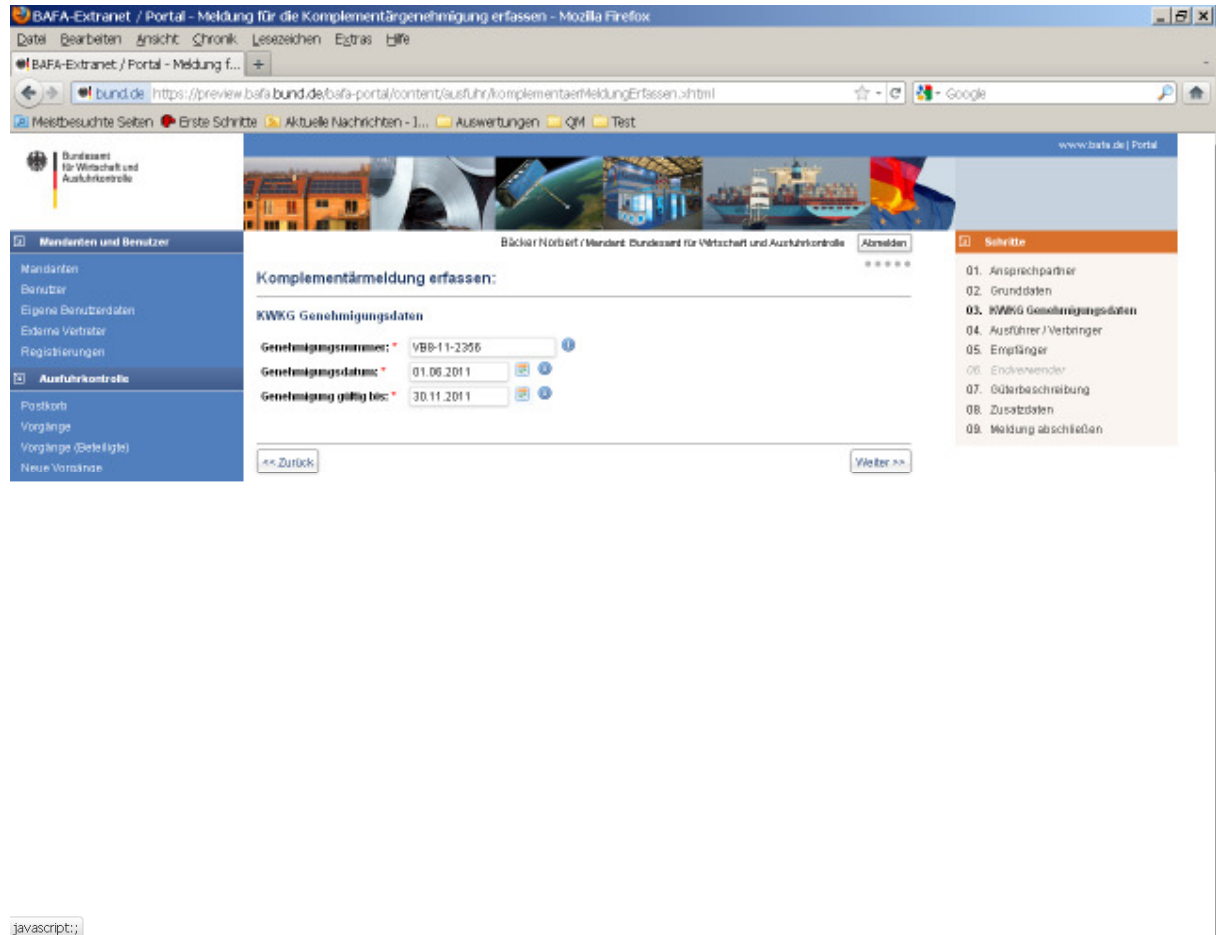 BAFA-Extranet / Portal - Meldung für die Komplementärgenehmigung erfassen - Mozilla Firefox
Datei Bearbeiten Ansicht Chronik Lesezeichen Extras Hilfe
BAFA-Extranet / Portal - Meldung f... +
bund.de https://preview.bafa.bund.de/bafa-portal/content/ausfuhr/komplementaerMeldungErfassen.xhtml Google
Meistbesuchte Seiten Erste Schritte Aktuelle Nachrichten - l... Auswertungen QM Test
www.bafa.de | Portal
Bundesamt
für Wirtschaft und
Ausfuhrkontrolle
Mandanten und Benutzer
Mandanten
Benutzer
Eigene Benutzerdaten
Externe Vertreter
Registrierungen
Ausfuhrkontrolle
Postkorb
Vorgänge
Vorgänge (Beteiligte)
Neue Vorgänge
Bäcker Norbert / Mandant: Bundesamt für Wirtschaft und Ausfuhrkontrolle Abmelden
Komplementärmeldung erfassen:
KWKG Genehmigungsdaten
Genehmigungsnummer: * VB9-11-2356
Genehmigungsdatum: * 01.06.2011
Genehmigung gültig bis: * 30.11.2011
<< Zurück Weiter >>
Schritte
01. Ansprechpartner
02. Grunddaten
03. KWKG Genehmigungsdaten
04. Ausführer / Verbringer
05. Empfänger
06. Endverwender
07. Güterbeschreibung
08. Zusatzdaten
09. Meldung abschließen
javascript:;